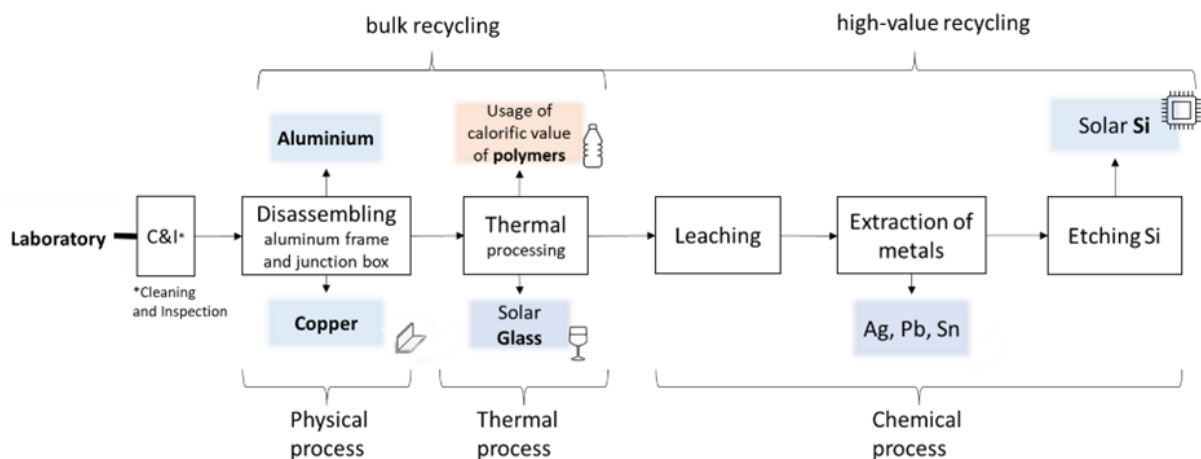 bulk recycling
high-value recycling
Aluminium
Usage of
calorific value
of polymers
Solar Si
Laboratory
C&I*
Disassembling
aluminum frame
and junction box
Thermal
processing
Leaching
Extraction of
metals
Etching Si
*Cleaning
and Inspection
Copper
Solar
Glass
Ag, Pb, Sn
Physical
process
Thermal
process
Chemical
process